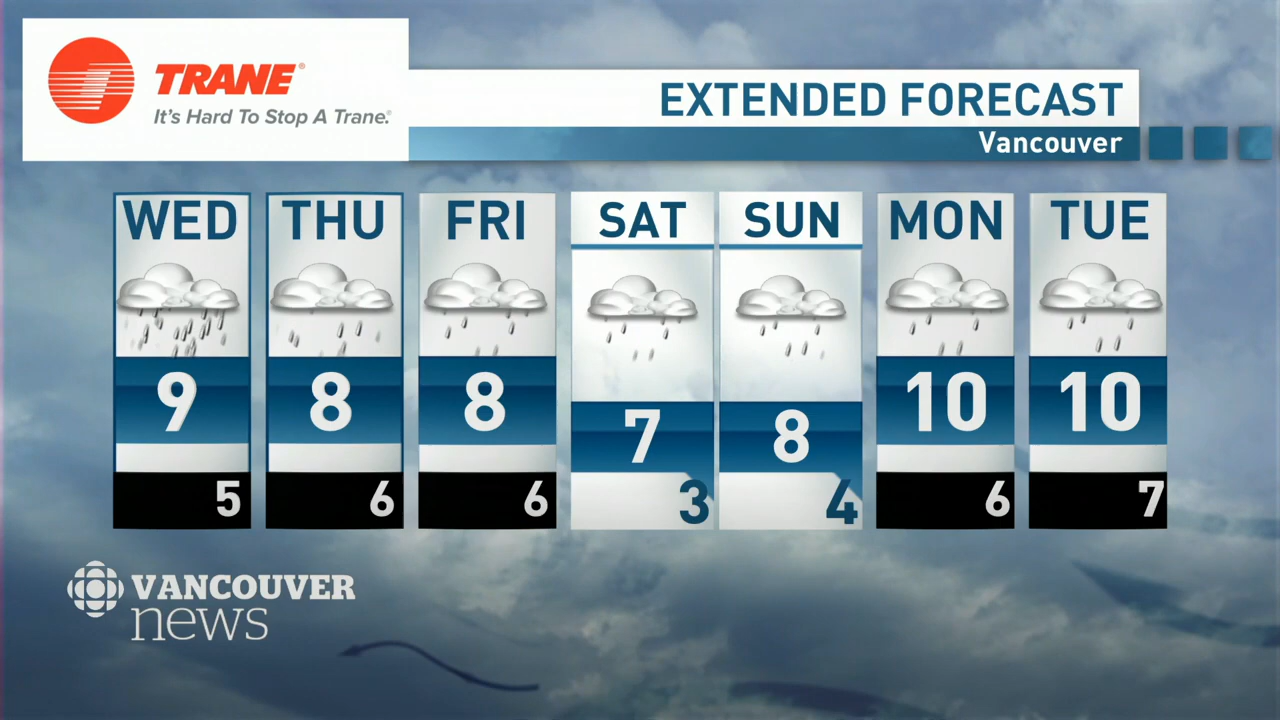 TRANE®
It's Hard To Stop A Trane.®
EXTENDED FORECAST
Vancouver
WED THU FRI SAT SUN MON TUE
9 8 8 7 8 10 10
5 6 6 3 4 6 7
VANCOUVER
news